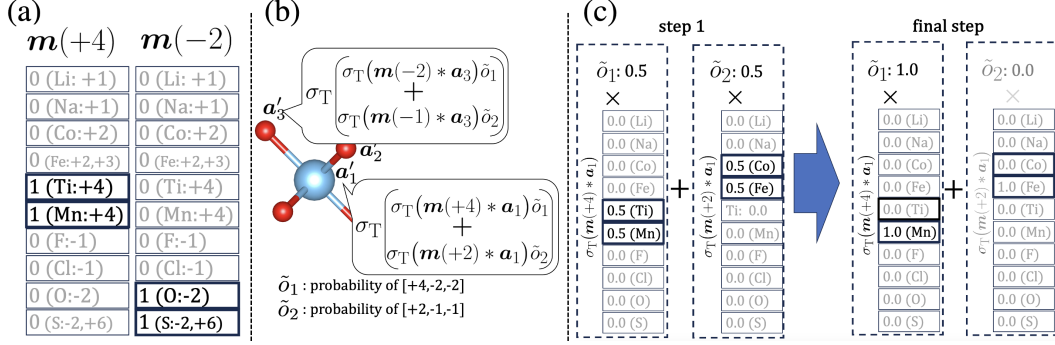 (a)
m(+4) m(−2)
0 (Li: +1) 0 (Li: +1)
0 (Na:+1) 0 (Na:+1)
0 (Co:+2) 0 (Co:+2)
0 (Fe:+2,+3) 0 (Fe:+2,+3)
1 (Ti:+4) 0 (Ti:+4)
1 (Mn:+4) 0 (Mn:+4)
0 (F:-1) 0 (F:-1)
0 (Cl:-1) 0 (Cl:-1)
0 (O:-2) 1 (O:-2)
0 (S:-2,+6) 1 (S:-2,+6)
(b)
σT(m(−2) * a3)õ1
σT +
σT(m(−1) * a3)õ2
a′3
a′2
a′1
σT(m(+4) * a1)õ1
σT +
σT(m(+2) * a1)õ2
õ1 : probability of [+4,-2,-2]
õ2 : probability of [+2,-1,-1]
(c)
step 1
õ1: 0.5 õ2: 0.5
× ×
σT(m(+4) * a1)
0.0 (Li)
0.0 (Na)
0.0 (Co)
0.0 (Fe)
0.5 (Ti)
0.5 (Mn)
0.0 (F)
0.0 (Cl)
0.0 (O)
0.0 (S)
+
σT(m(+2) * a1)
0.0 (Li)
0.0 (Na)
0.5 (Co)
0.5 (Fe)
Ti: 0.0
0.0 (Mn)
0.0 (F)
0.0 (Cl)
0.0 (O)
0.0 (S)
final step
õ1: 1.0 õ2: 0.0
× ×
σT(m(+4) * a1)
0.0 (Li)
0.0 (Na)
0.0 (Co)
0.0 (Fe)
0.0 (Ti)
1.0 (Mn)
0.0 (F)
0.0 (Cl)
0.0 (O)
0.0 (S)
+
σT(m(+2) * a1)
0.0 (Li)
0.0 (Na)
0.0 (Co)
1.0 (Fe)
0.0 (Ti)
0.0 (Mn)
0.0 (F)
0.0 (Cl)
0.0 (O)
0.0 (S)